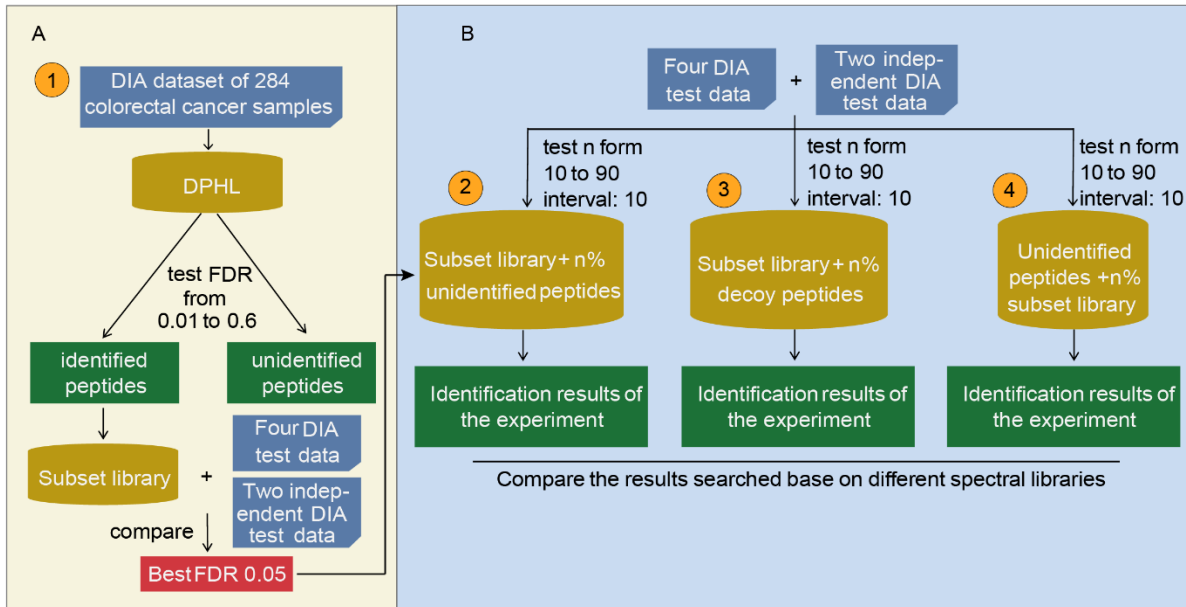 A
1
DIA dataset of 284
colorectal cancer samples
DPHL
test FDR
from
0.01 to 0.6
identified
peptides
unidentified
peptides
Subset library
+
Four DIA
test data
Two indep-
endent DIA
test data
compare
Best FDR 0.05
B
Four DIA
test data
+
Two indep-
endent DIA
test data
test n form
10 to 90
interval: 10
test n form
10 to 90
interval: 10
test n form
10 to 90
interval: 10
2
Subset library + n%
unidentified peptides
3
Subset library + n%
decoy peptides
4
Unidentified
peptides +n%
subset library
Identification results of
the experiment
Identification results of
the experiment
Identification results of
the experiment
Compare the results searched base on different spectral libraries